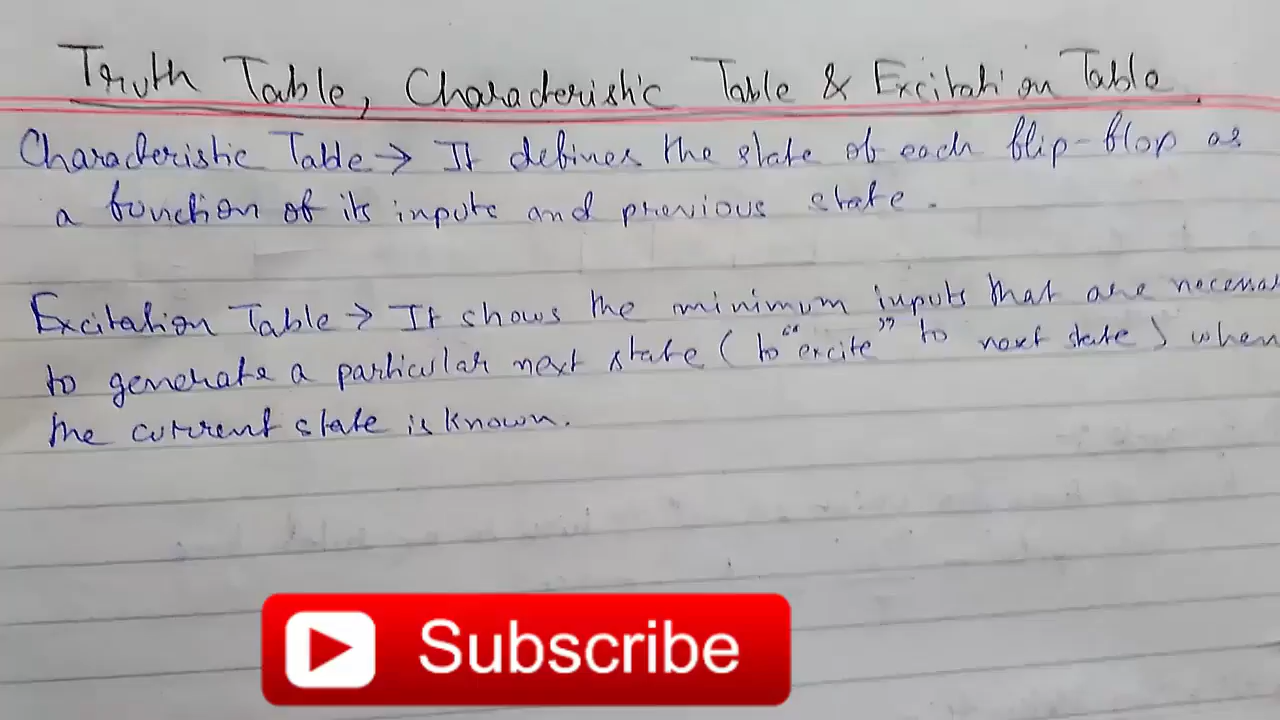 Truth Table, Characteristic Table & Excitation Table
Characteristic Table → It defines the state of each flip-flop as
a function of its inputs and previous state.
Excitation Table → It shows the minimum inputs that are
to generate a particular next state (to "excite" to next state) when
the current state is known.
Subscribe